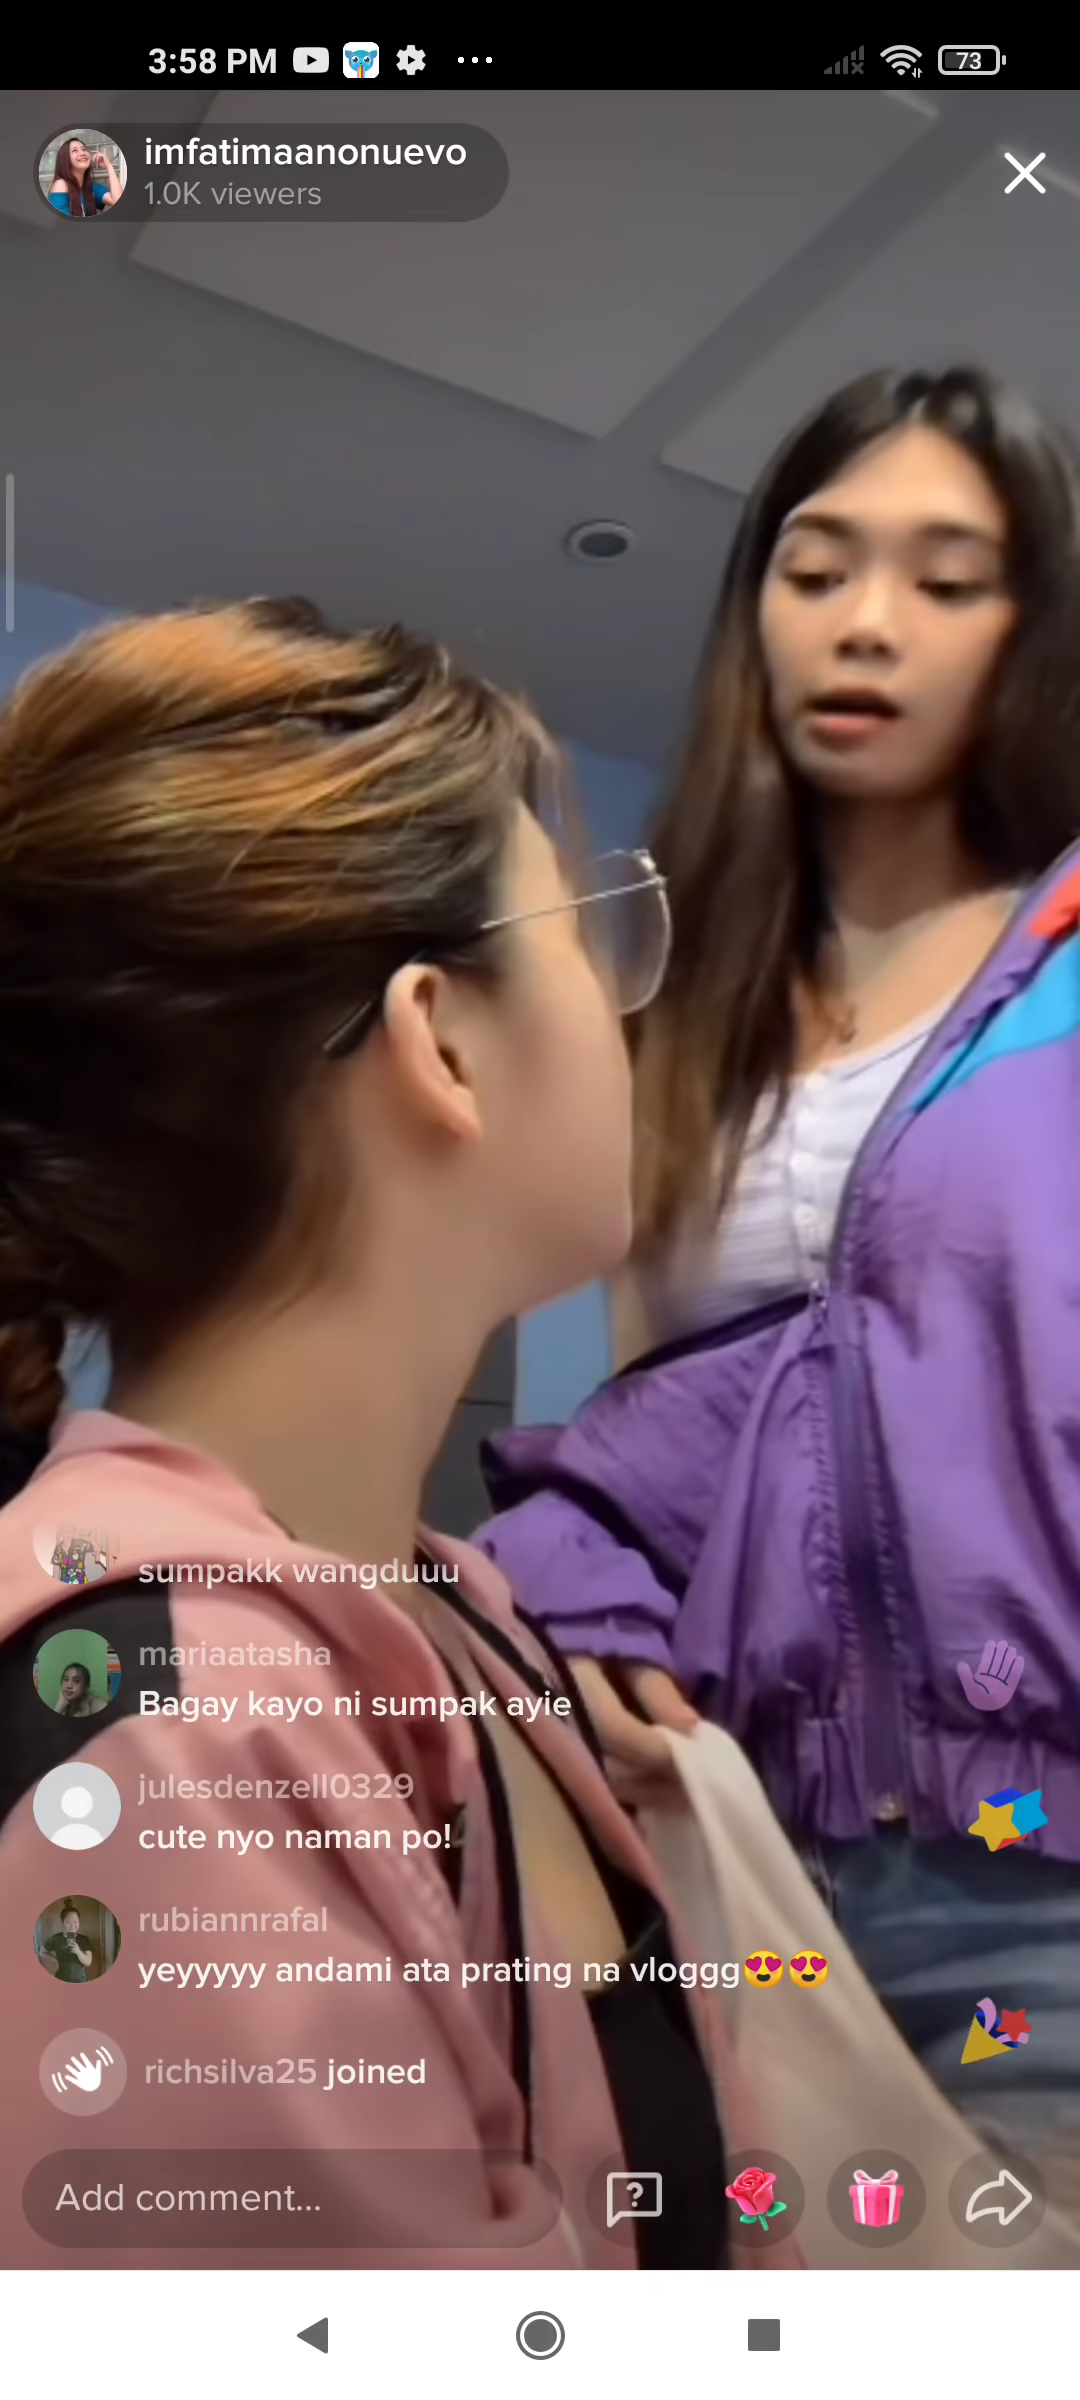 3:58 PM
73
imfatimaanonuevo
1.0K viewers
sumpakk wangduuu
mariaatasha
Bagay kayo ni sumpak ayie
julesdenzell0329
cute nyo naman po!
rubiannrafal
yeyyyyy andami ata prating na vloggg😍😍
richsilva25 joined
Add comment...